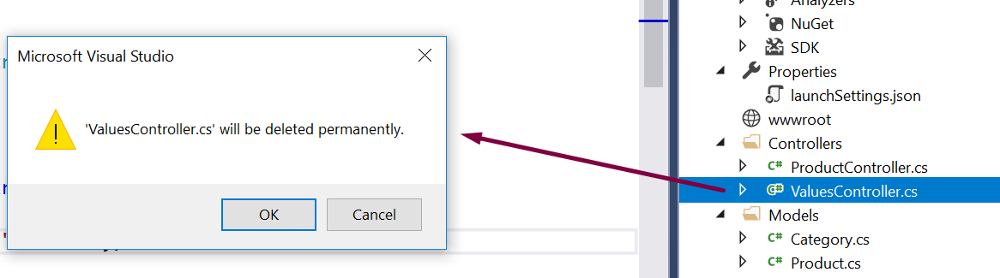 Microsoft Visual Studio
'ValuesController.cs' will be deleted permanently.
OK
Cancel
Analyzers
NuGet
SDK
Properties
launchSettings.json
wwwroot
Controllers
C# ProductController.cs
C# ValuesController.cs
Models
C# Category.cs
C# Product.cs